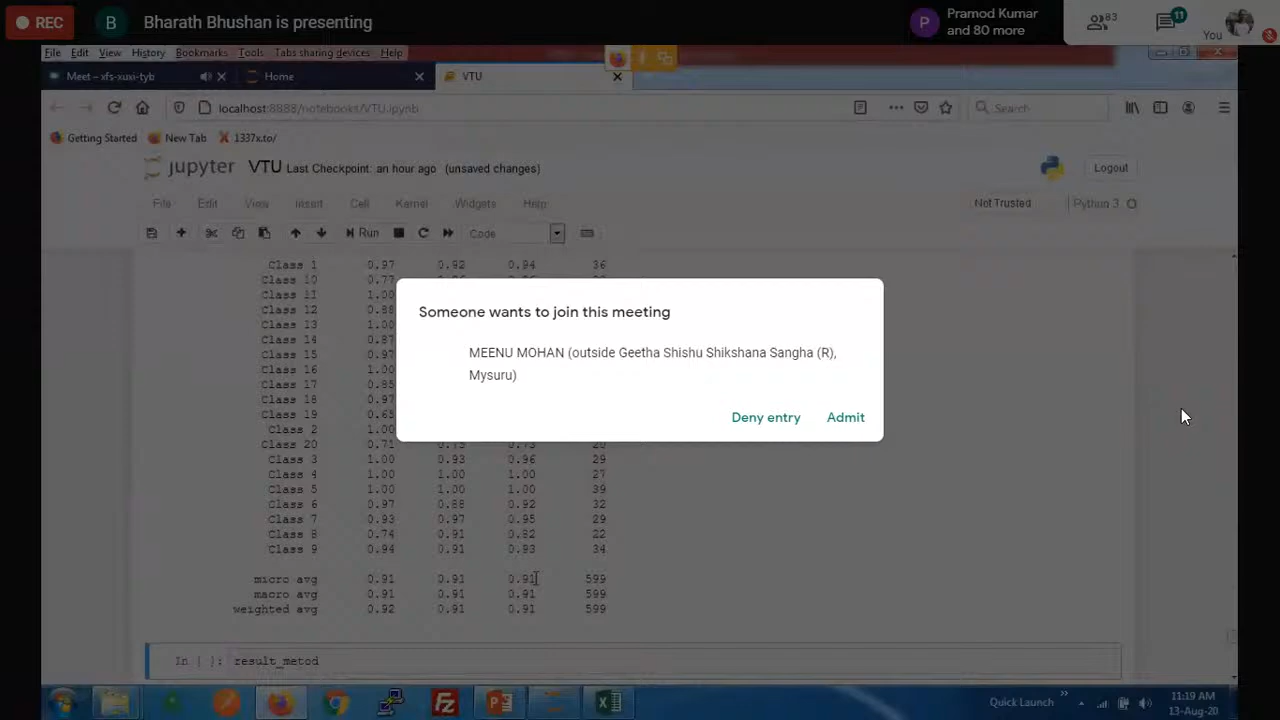 REC
B
Bharath Bhushan is presenting
P
Pramod Kumar
and 80 more
83
11
You
File Edit View History Bookmarks Tools Tabs sharing devices Help
Meet – xfs-xuxi-tyb
Home
VTU
localhost:8888/notebooks/VTU.ipynb
Search
Getting Started New Tab 1337x.to/
jupyter VTU Last Checkpoint: an hour ago (unsaved changes)
Logout
File Edit View Insert Cell Kernel Widgets Help
Not Trusted Python 3
Run Code
Class 1 0.97 0.92 0.94 36
Class 10 0.77
Class 11 1.00
Class 12 0.88
Class 13 1.00
Class 14 0.87
Class 15 0.97
Class 16 1.00
Class 17 0.85
Class 18 0.97
Class 19 0.65
Class 2 1.00
Class 20 0.71
Class 3 1.00 0.93 0.96 29
Class 4 1.00 1.00 1.00 27
Class 5 1.00 1.00 1.00 39
Class 6 0.97 0.88 0.92 32
Class 7 0.93 0.97 0.95 29
Class 8 0.74 0.91 0.82 22
Class 9 0.94 0.91 0.93 34
micro avg 0.91 0.91 0.91 599
macro avg 0.91 0.91 0.91 599
weighted avg 0.92 0.91 0.91 599
In [ ]: result_metod
Someone wants to join this meeting
MEENU MOHAN (outside Geetha Shishu Shikshana Sangha (R),
Mysuru)
Deny entry Admit
Quick Launch
11:19 AM
13-Aug-20